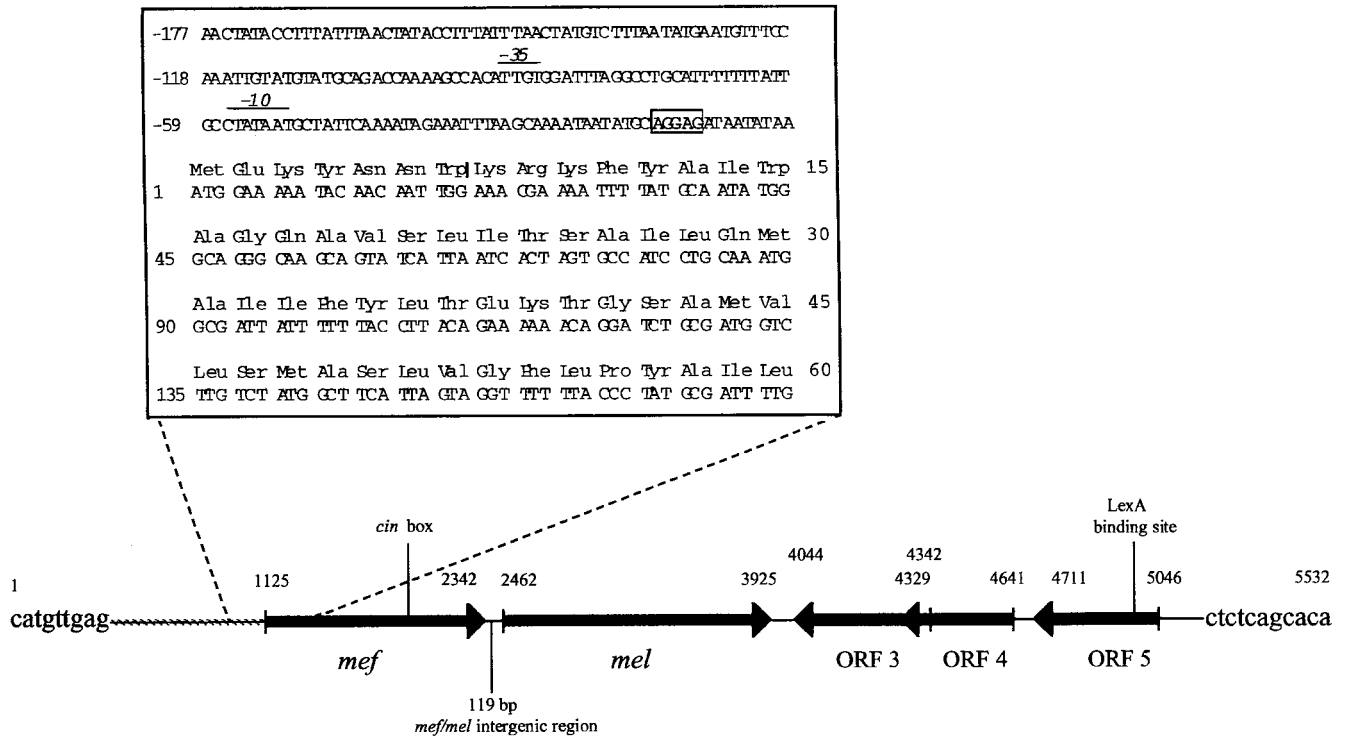 -177 AACTATACCTTTATTTAACTATACCTTTATTTAACTATGTCTTTAATATGAATGTTTCC
-35
-118 AAATTGTATGTATGCAGACCAAAAGCCACATTGTGGATTTAGGCCTGCATTTTTTTATT
-10
-59 GCCTATAATGCTATTCAAAATAGAAATTTAAGCAAAATAATATGCAGGAGATAATATAA
Met Glu Lys Tyr Asn Asn Trp Lys Arg Lys Phe Tyr Ala Ile Trp 15
1 ATG GAA AAA TAC AAC AAT TGG AAA CGA AAA TTT TAT GCA ATA TGG
Ala Gly Gln Ala Val Ser Leu Ile Thr Ser Ala Ile Leu Gln Met 30
45 GCA GGG CAA GCA GTA TCA TTA ATC ACT AGT GCC ATC CTG CAA ATG
Ala Ile Ile Phe Tyr Leu Thr Glu Lys Thr Gly Ser Ala Met Val 45
90 GCG ATT ATT TTT TAC CTT ACA GAA AAA ACA GGA TCT GCG ATG GTC
Leu Ser Met Ala Ser Leu Val Gly Phe Leu Pro Tyr Ala Ile Leu 60
135 TTG TCT ATG GCT TCA TTA GTA GGT TTT TTA CCC TAT GCG ATT TTG
LexA
binding site
cin box
4044 4342
1 1125 2342 2462 3925 4329 4641 4711 5046 5532
catgttgag ctctcagcaca
mef mel ORF 3 ORF 4 ORF 5
119 bp
mef/mel intergenic region